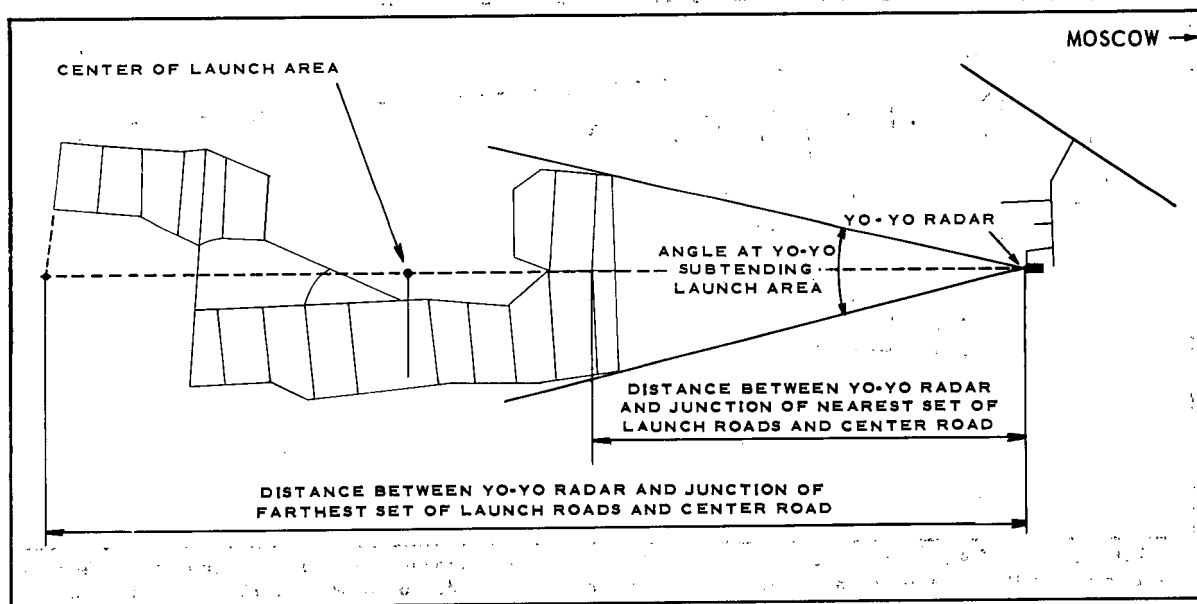 MOSCOW
CENTER OF LAUNCH AREA
YO-YO RADAR
ANGLE AT YO-YO
SUBTENDING
LAUNCH AREA
DISTANCE BETWEEN YO-YO RADAR
AND JUNCTION OF NEAREST SET OF
LAUNCH ROADS AND CENTER ROAD
DISTANCE BETWEEN YO-YO RADAR AND JUNCTION OF
FARTHEST SET OF LAUNCH ROADS AND CENTER ROAD